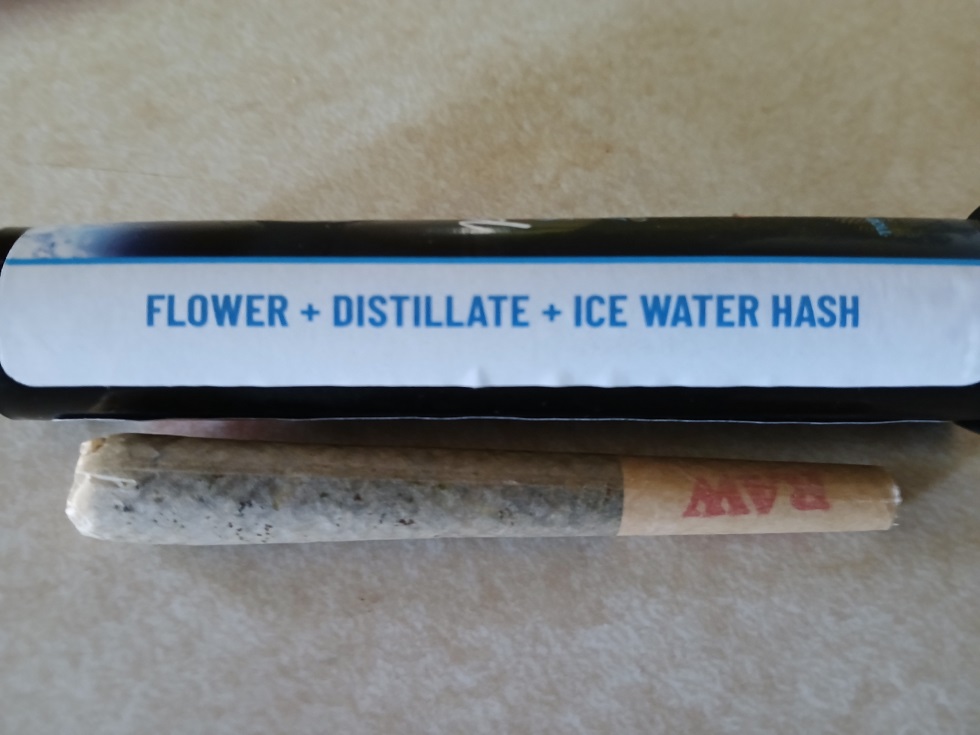 FLOWER + DISTILLATE + ICE WATER HASH
RAW